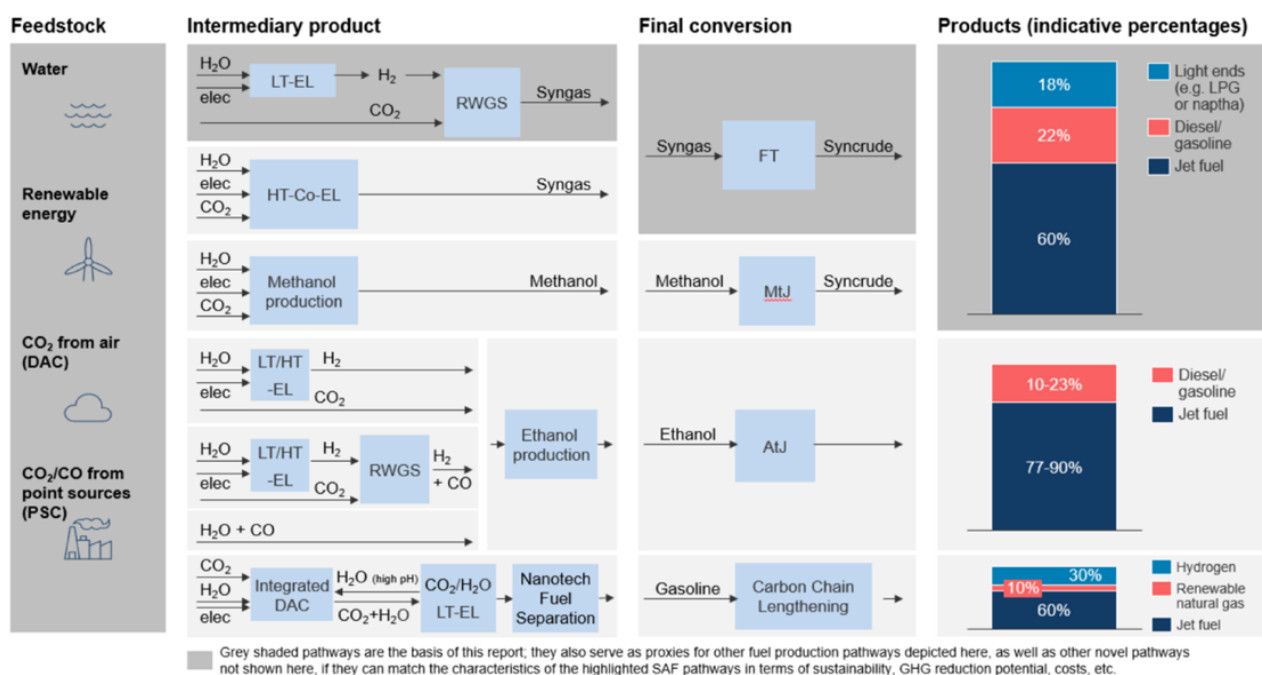 Feedstock
Water
Renewable
energy
CO₂ from air
(DAC)
CO₂/CO from
point sources
(PSC)
Intermediary product
H₂O
elec
LT-EL
H₂
CO₂
RWGS
Syngas
H₂O
elec
CO₂
HT-Co-EL
Syngas
H₂O
elec
CO₂
Methanol
production
Methanol
H₂O
elec
LT/HT
-EL
H₂
CO₂
H₂O
elec
LT/HT
-EL
H₂
CO₂
RWGS
H₂
+ CO
H₂O + CO
Ethanol
production
CO₂
H₂O
elec
Integrated
DAC
H₂O (high pH)
CO₂+H₂O
CO₂/H₂O
LT-EL
Nanotech
Fuel
Separation
Final conversion
Syngas
FT
Syncrude
Methanol
MtJ
Syncrude
Ethanol
AtJ
Gasoline
Carbon Chain
Lengthening
Products (indicative percentages)
18%
22%
60%
Light ends
(e.g. LPG
or naptha)
Diesel/
gasoline
Jet fuel
10-23%
77-90%
Diesel/
gasoline
Jet fuel
30%
10%
60%
Hydrogen
Renewable
natural gas
Jet fuel
Grey shaded pathways are the basis of this report; they also serve as proxies for other fuel production pathways depicted here, as well as other novel pathways
not shown here, if they can match the characteristics of the highlighted SAF pathways in terms of sustainability, GHG reduction potential, costs, etc.